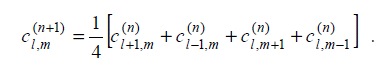 c_{l,m}^{(n+1)} = \frac{1}{4} \left[ c_{l+1,m}^{(n)} + c_{l-1,m}^{(n)} + c_{l,m+1}^{(n)} + c_{l,m-1}^{(n)} \right] .